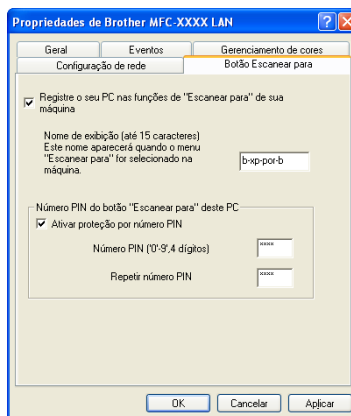 Propriedades de Brother MFC-XXXX LAN
Geral
Eventos
Gerenciamento de cores
Configuração de rede
Botão Escanear para
Registre o seu PC nas funções de "Escanear para" de sua
máquina
Nome de exibição (até 15 caracteres)
Este nome aparecerá quando o menu
"Escanear para" for selecionado na
máquina.
b-xp-por-b
Número PIN do botão "Escanear para" deste PC
Ativar proteção por número PIN
Número PIN ('0'-9',4 dígitos)
xxxx
Repetir número PIN
xxxx
OK
Cancelar
Aplicar